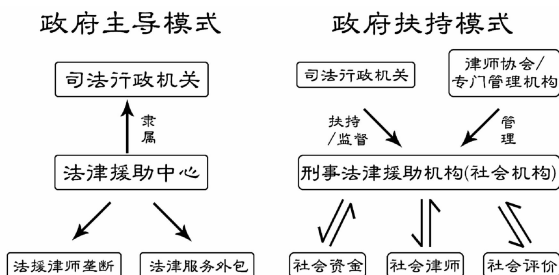 政府主导模式
司法行政机关
隶属
法律援助中心
法援律师垄断
法律服务外包
政府扶持模式
司法行政机关
律师协会/
专门管理机构
扶持
/监督
管理
刑事法律援助机构(社会机构)
社会资金
社会律师
社会评价